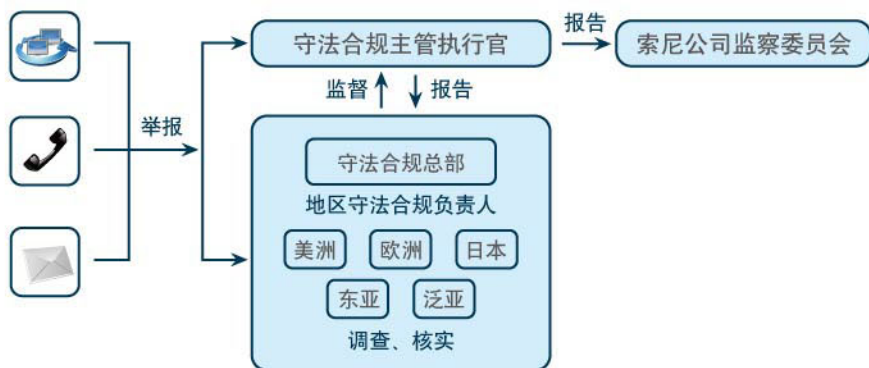 守法合规主管执行官
报告
索尼公司监察委员会
监督
报告
举报
守法合规总部
地区守法合规负责人
美洲
欧洲
日本
东亚
泛亚
调查、核实